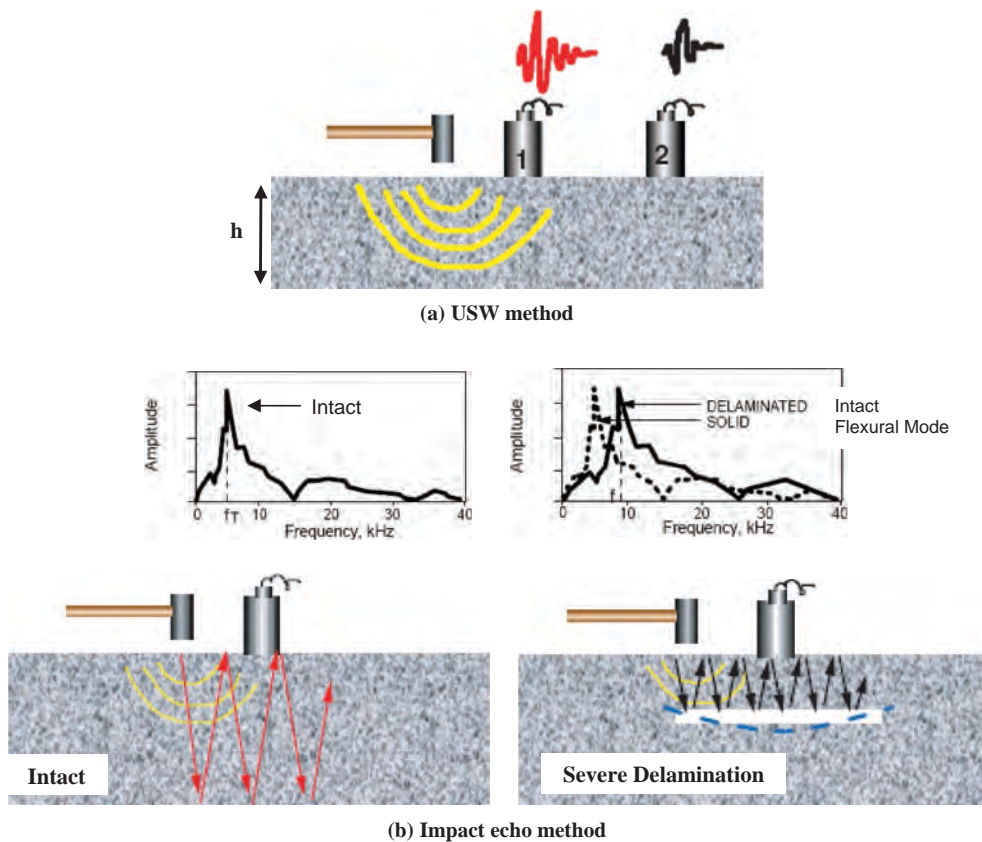 1
2
h
(a) USW method
Amplitude
Intact
0
fT
10
20
30
40
Frequency, kHz
Amplitude
DELAMINATED
SOLID
Intact
Flexural Mode
f
0
10
20
30
40
Frequency, kHz
Intact
Severe Delamination
(b) Impact echo method